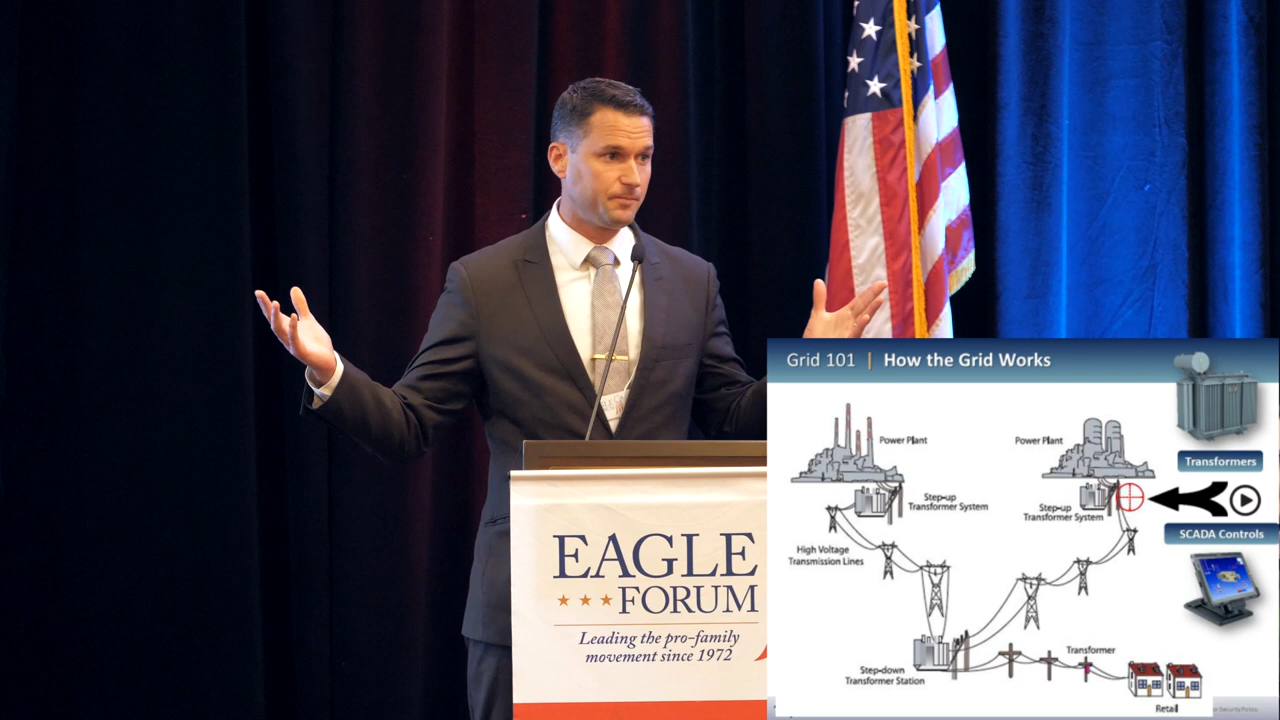 EAGLE
FORUM
Leading the pro-family
movement since 1972
Grid 101 | How the Grid Works
Power Plant
Power Plant
Transformers
Step-up
Transformer System
Step-up
Transformer System
SCADA Controls
High Voltage
Transmission Lines
Transformer
Step-down
Transformer Station
Retail
Security Policy